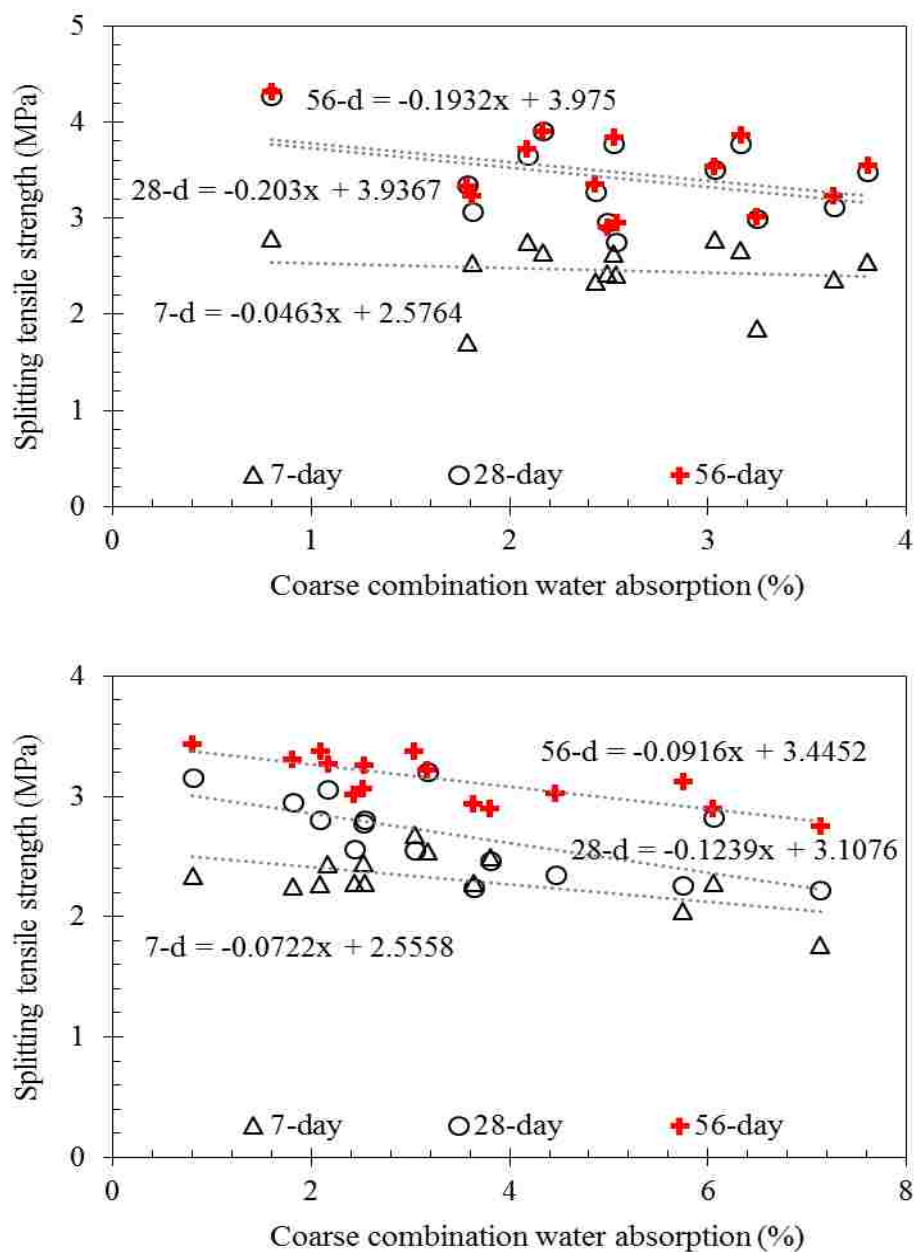 5
4
3
2
1
0
Splitting tensile strength (MPa)
56-d = -0.1932x + 3.975
28-d = -0.203x + 3.9367
7-d = -0.0463x + 2.5764
7-day 28-day 56-day
0 1 2 3 4
Coarse combination water absorption (%)
4
3
2
1
0
Splitting tensile strength (MPa)
56-d = -0.0916x + 3.4452
28-d = -0.1239x + 3.1076
7-d = -0.0722x + 2.5558
7-day 28-day 56-day
0 2 4 6 8
Coarse combination water absorption (%)